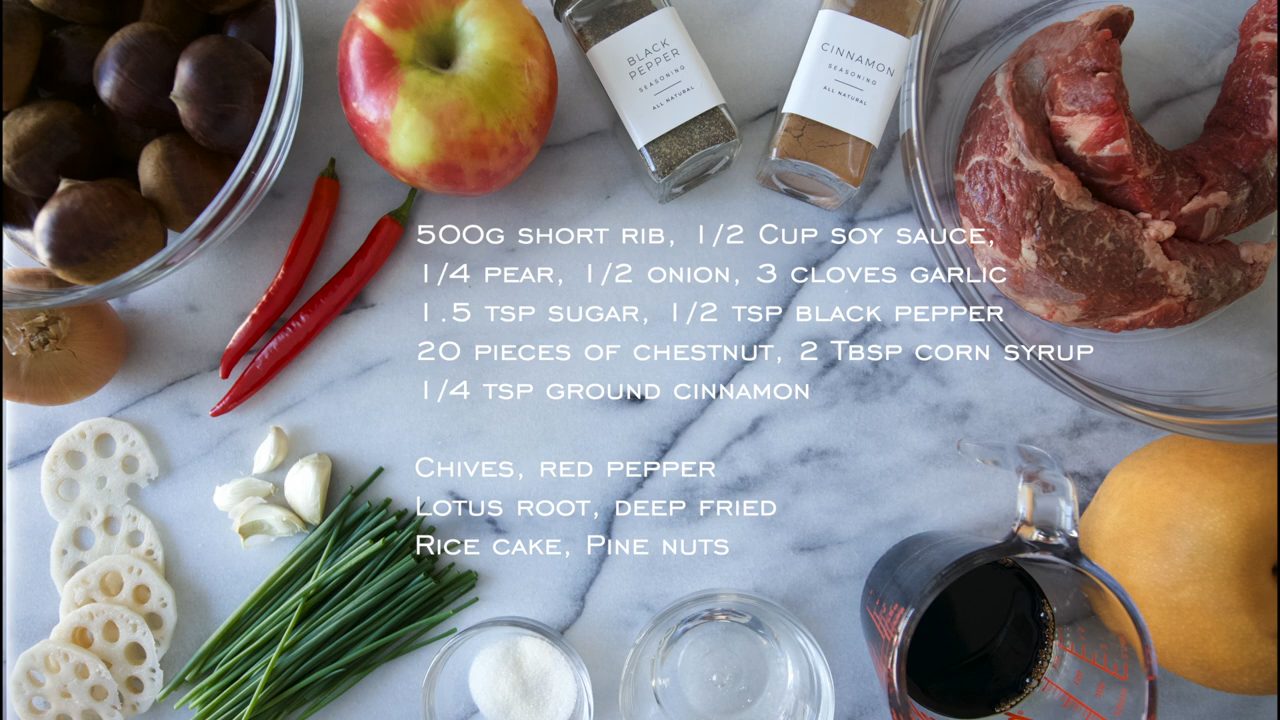 BLACK
PEPPER
SEASONING
ALL NATURAL
CINNAMON
SEASONING
ALL NATURAL
500G SHORT RIB, 1/2 CUP SOY SAUCE,
1/4 PEAR, 1/2 ONION, 3 CLOVES GARLIC
1.5 TSP SUGAR, 1/2 TSP BLACK PEPPER
20 PIECES OF CHESTNUT, 2 TBSP CORN SYRUP
1/4 TSP GROUND CINNAMON
CHIVES, RED PEPPER
LOTUS ROOT, DEEP FRIED
RICE CAKE, PINE NUTS